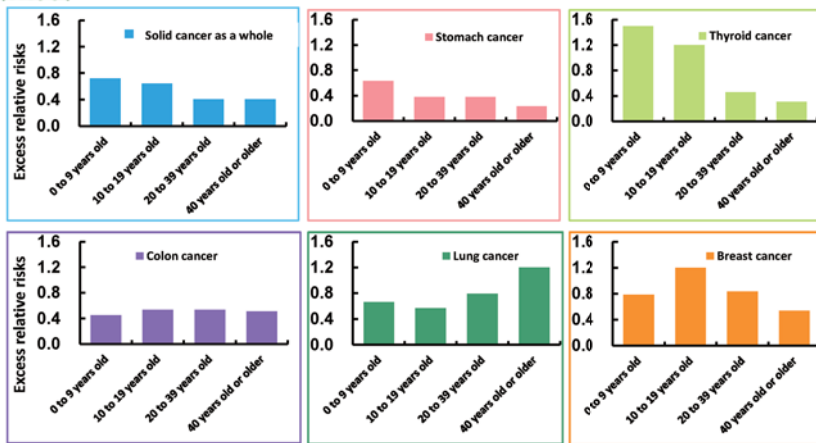 Excess relative risks
1.6
1.2
0.8
0.4
0.0
Solid cancer as a whole
0 to 9 years old
10 to 19 years old
20 to 39 years old
40 years old or older
1.6
1.2
0.8
0.4
0.0
Stomach cancer
0 to 9 years old
10 to 19 years old
20 to 39 years old
40 years old or older
1.6
1.2
0.8
0.4
0.0
Thyroid cancer
0 to 9 years old
10 to 19 years old
20 to 39 years old
40 years old or older
Excess relative risks
1.6
1.2
0.8
0.4
0.0
Colon cancer
0 to 9 years old
10 to 19 years old
20 to 39 years old
40 years old or older
1.6
1.2
0.8
0.4
0.0
Lung cancer
0 to 9 years old
10 to 19 years old
20 to 39 years old
40 years old or older
1.6
1.2
0.8
0.4
0.0
Breast cancer
0 to 9 years old
10 to 19 years old
20 to 39 years old
40 years old or older